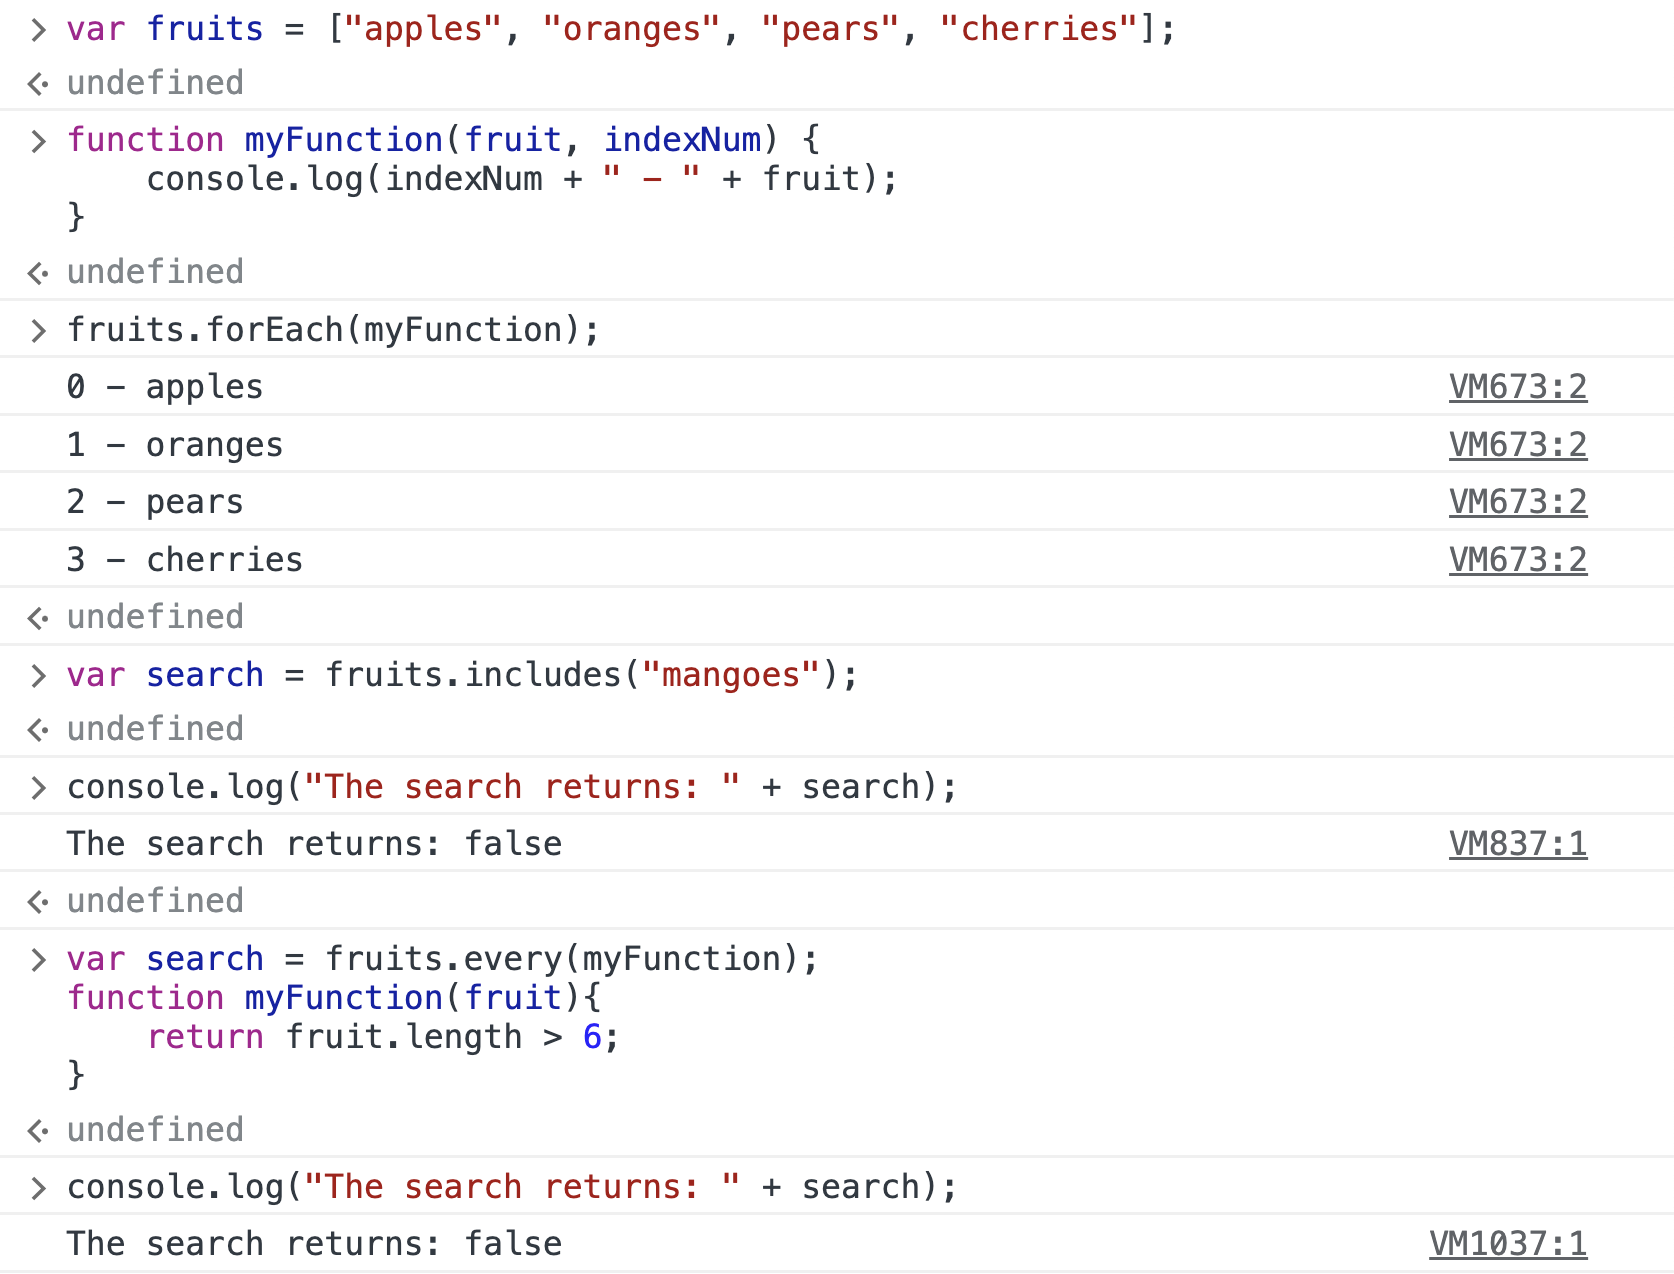 > var fruits = ["apples", "oranges", "pears", "cherries"];
undefined
> function myFunction(fruit, indexNum) {
    console.log(indexNum + " – " + fruit);
}
undefined
> fruits.forEach(myFunction);
0 – apples VM673:2
1 – oranges VM673:2
2 – pears VM673:2
3 – cherries VM673:2
undefined
> var search = fruits.includes("mangoes");
undefined
> console.log("The search returns: " + search);
The search returns: false VM837:1
undefined
> var search = fruits.every(myFunction);
function myFunction(fruit){
    return fruit.length > 6;
}
undefined
> console.log("The search returns: " + search);
The search returns: false VM1037:1